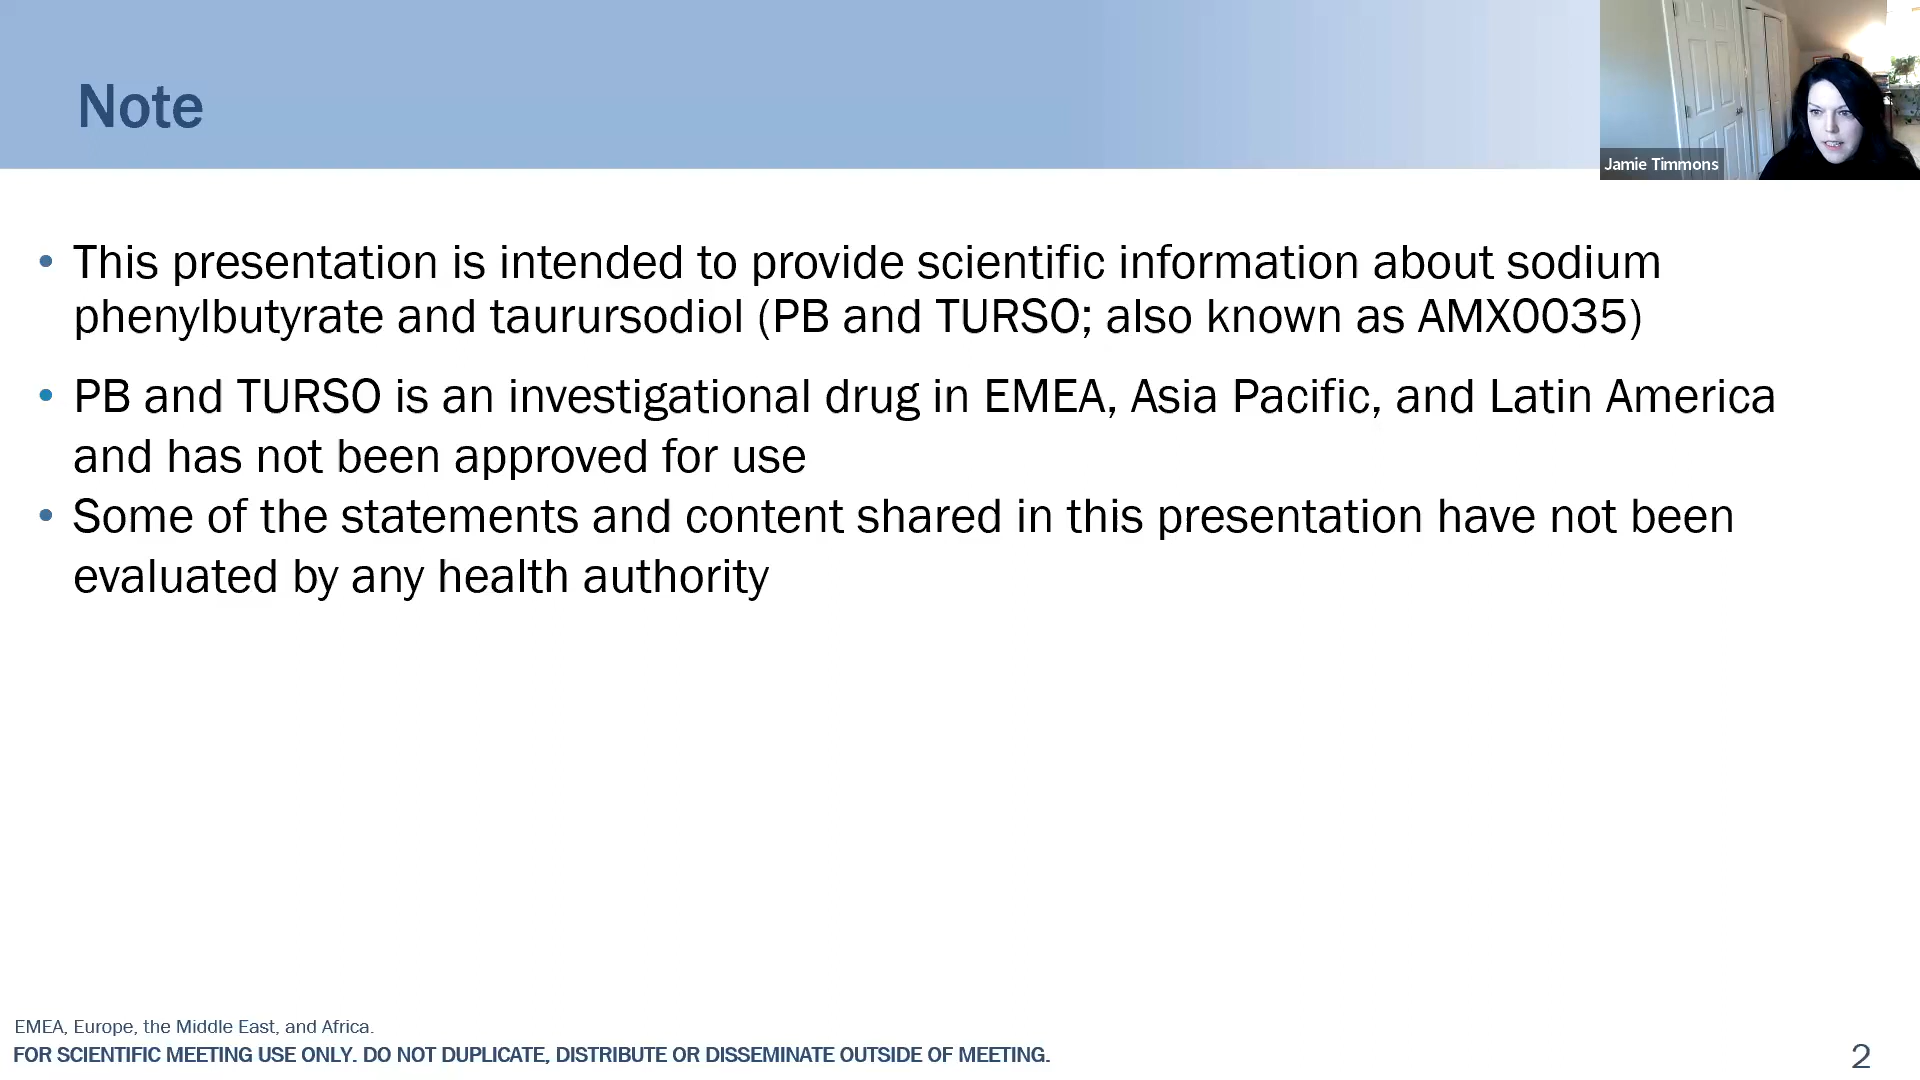 Note
Jamie Timmons
• This presentation is intended to provide scientific information about sodium
phenylbutyrate and taurursodiol (PB and TURSO; also known as AMX0035)
• PB and TURSO is an investigational drug in EMEA, Asia Pacific, and Latin America
and has not been approved for use
• Some of the statements and content shared in this presentation have not been
evaluated by any health authority
EMEA, Europe, the Middle East, and Africa.
FOR SCIENTIFIC MEETING USE ONLY. DO NOT DUPLICATE, DISTRIBUTE OR DISSEMINATE OUTSIDE OF MEETING.
2